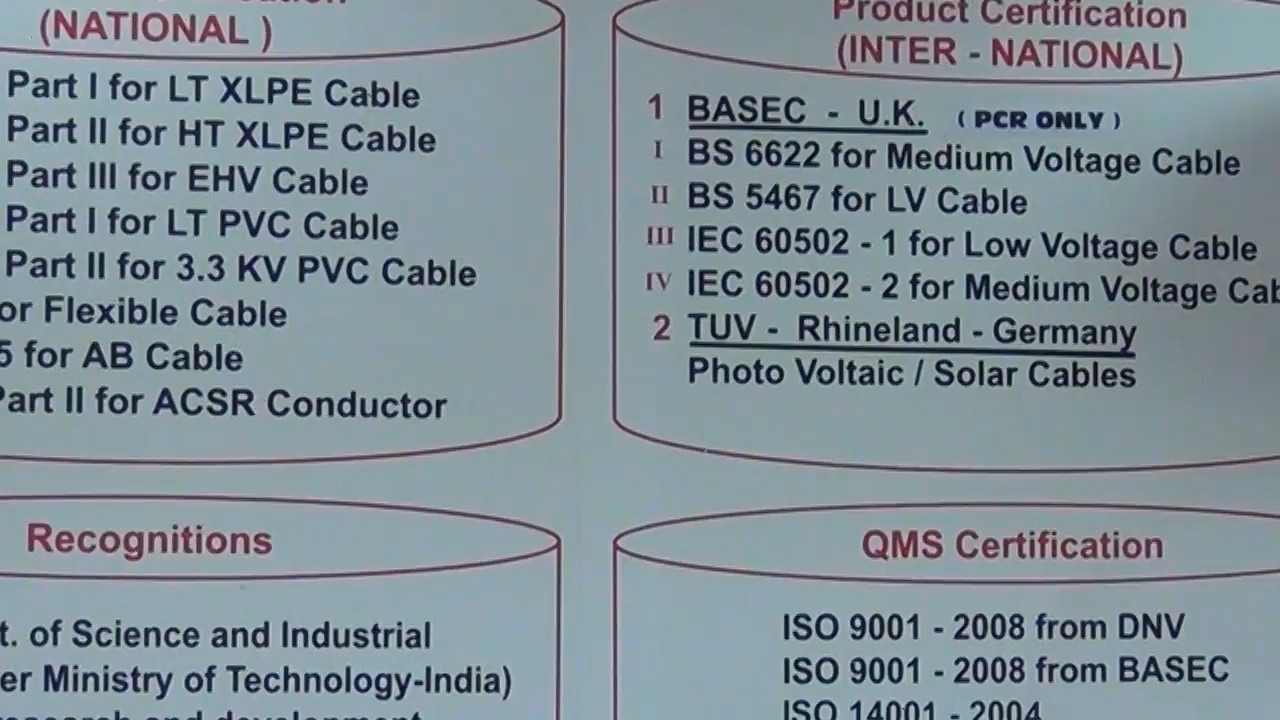 (NATIONAL )
Part I for LT XLPE Cable
Part II for HT XLPE Cable
Part III for EHV Cable
Part I for LT PVC Cable
Part II for 3.3 KV PVC Cable
or Flexible Cable
5 for AB Cable
Part II for ACSR Conductor
Product Certification
(INTER - NATIONAL)
1 BASEC - U.K. ( PCR ONLY )
I BS 6622 for Medium Voltage Cable
II BS 5467 for LV Cable
III IEC 60502 - 1 for Low Voltage Cable
IV IEC 60502 - 2 for Medium Voltage Cab
2 TUV - Rhineland - Germany
Photo Voltaic / Solar Cables
Recognitions
t. of Science and Industrial
er Ministry of Technology-India)
research and development
QMS Certification
ISO 9001 - 2008 from DNV
ISO 9001 - 2008 from BASEC
ISO 14001 - 2004